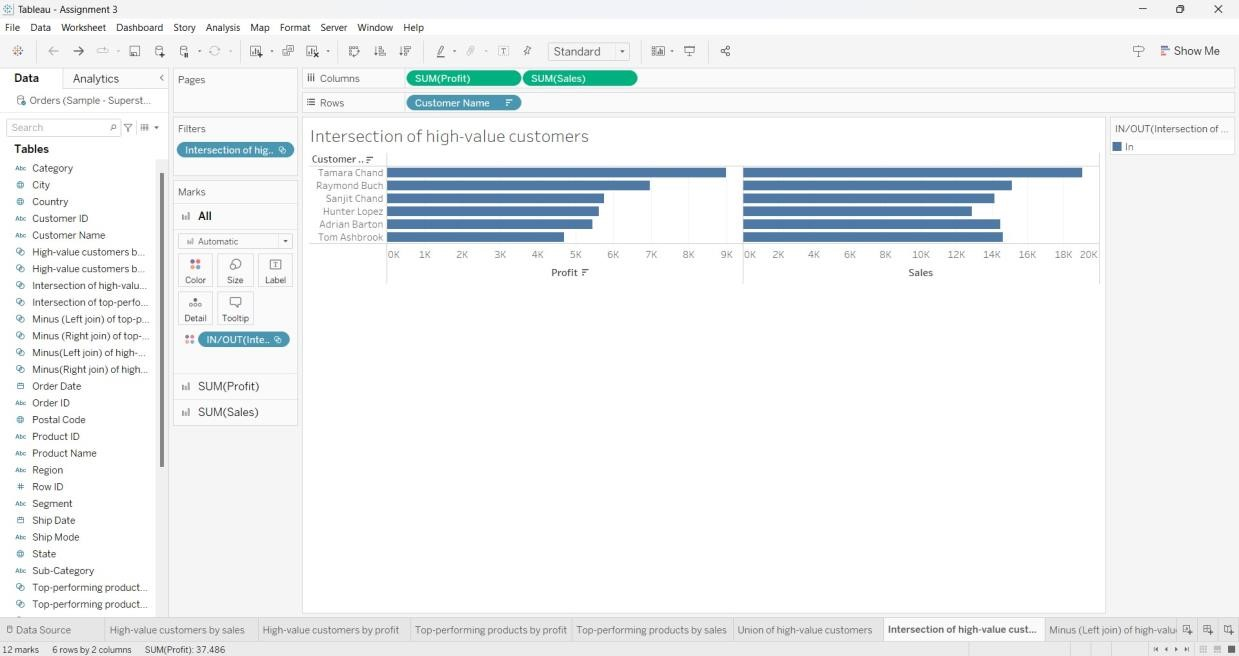 Tableau - Assignment 3
File Data Worksheet Dashboard Story Analysis Map Format Server Window Help
Standard
Show Me
Data Analytics
Orders (Sample - Superst...
Search
Tables
Abc Category
City
Country
Abc Customer ID
Abc Customer Name
High-value customers b...
High-value customers b...
Intersection of high-valu...
Intersection of top-perfo...
Minus (Left join) of top-p...
Minus (Right join) of top-...
Minus(Left join) of high-...
Minus(Right join) of high...
Order Date
Abc Order ID
Postal Code
Abc Product ID
Abc Product Name
Abc Region
# Row ID
Abc Segment
Ship Date
Abc Ship Mode
State
Abc Sub-Category
Top-performing product...
Top-performing product...
Pages
Filters
Intersection of hig..
Marks
All
Automatic
Color Size Label
Detail Tooltip
IN/OUT(Inte..
SUM(Profit)
SUM(Sales)
Columns SUM(Profit) SUM(Sales)
Rows Customer Name
Intersection of high-value customers
Customer ..
Tamara Chand
Raymond Buch
Sanjit Chand
Hunter Lopez
Adrian Barton
Tom Ashbrook
0K 1K 2K 3K 4K 5K 6K 7K 8K 9K 0K 2K 4K 6K 8K 10K 12K 14K 16K 18K 20K
Profit Sales
IN/OUT(Intersection of ...
In
Data Source High-value customers by sales High-value customers by profit Top-performing products by profit Top-performing products by sales Union of high-value customers Intersection of high-value cust... Minus (Left join) of high-valu
12 marks 6 rows by 2 columns SUM(Profit): 37.486